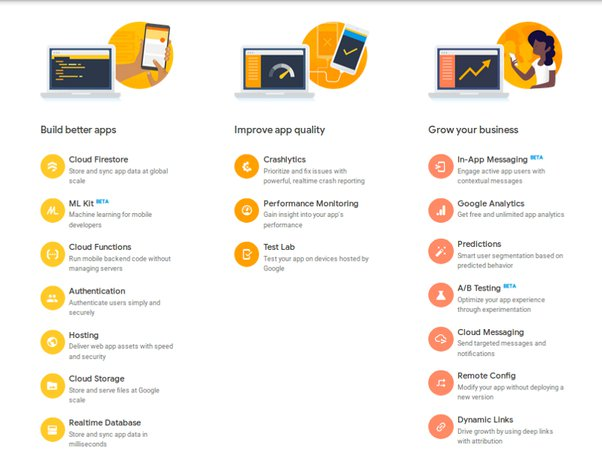 Build better apps
Cloud Firestore
Store and sync app data at global
scale
ML Kit BETA
Machine learning for mobile
developers
Cloud Functions
Run mobile backend code without
managing servers
Authentication
Authenticate users simply and
securely
Hosting
Deliver web app assets with speed
and security
Cloud Storage
Store and serve files at Google
scale
Realtime Database
Store and sync app data in
milliseconds
Improve app quality
Crashlytics
Prioritize and fix issues with
powerful, realtime crash reporting
Performance Monitoring
Gain insight into your app's
performance
Test Lab
Test your app on devices hosted by
Google
Grow your business
In-App Messaging BETA
Engage active app users with
contextual messages
Google Analytics
Get free and unlimited app analytics
Predictions
Smart user segmentation based on
predicted behavior
A/B Testing BETA
Optimize your app experience
through experimentation
Cloud Messaging
Send targeted messages and
notifications
Remote Config
Modify your app without deploying a
new version
Dynamic Links
Drive growth by using deep links
with attribution